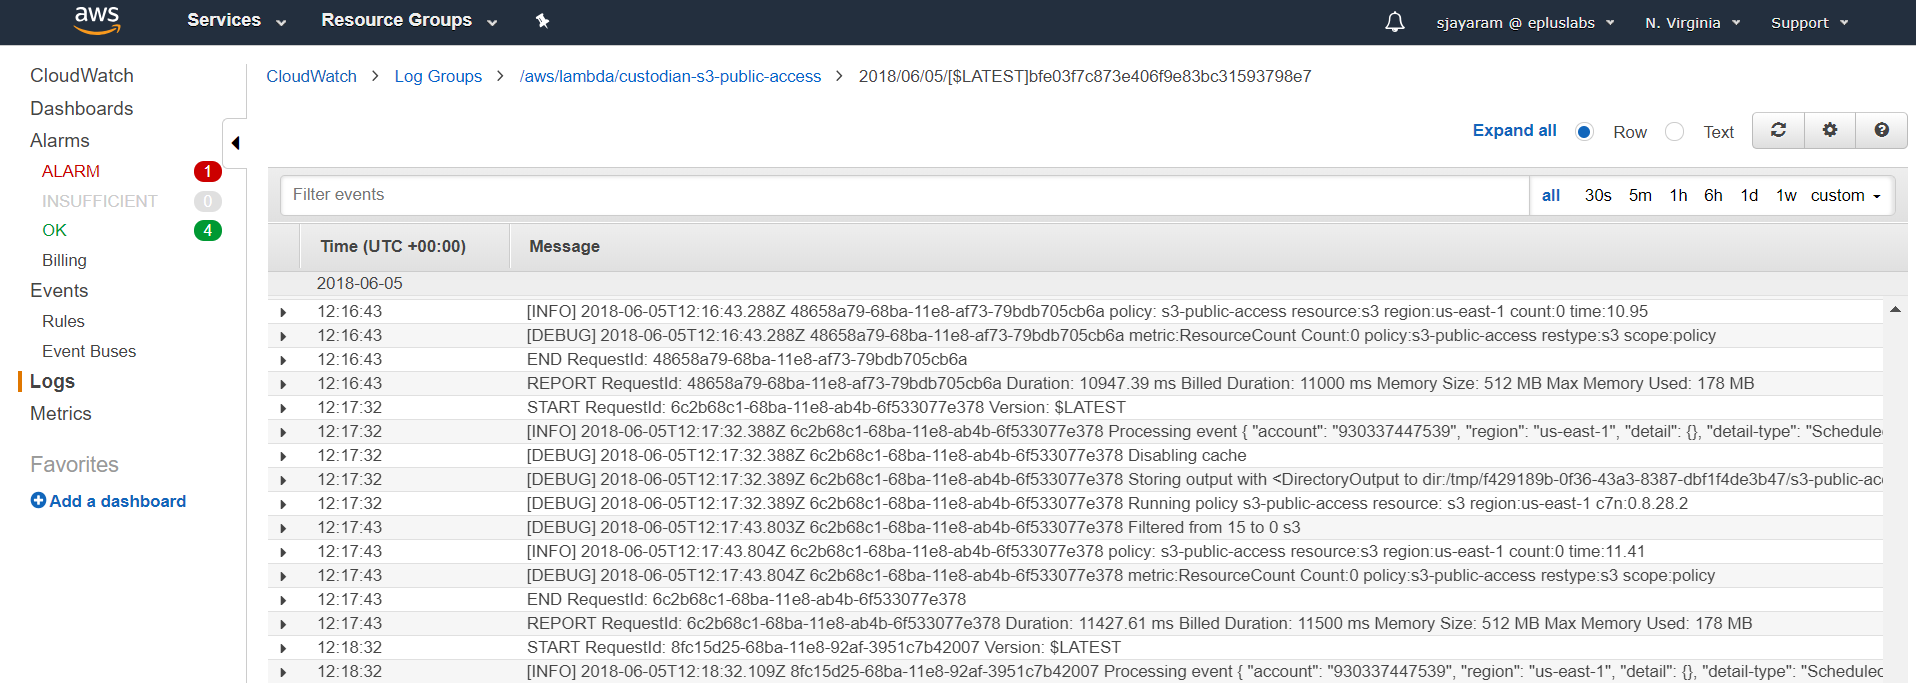 aws Services Resource Groups sjayaram @ epluslabs N. Virginia Support
CloudWatch
Dashboards
Alarms
ALARM 1
INSUFFICIENT 0
OK 4
Billing
Events
Rules
Event Buses
Logs
Metrics
Favorites
Add a dashboard
CloudWatch > Log Groups > /aws/lambda/custodian-s3-public-access > 2018/06/05/[$LATEST]bfe03f7c873e406f9e83bc31593798e7
Expand all Row Text
Filter events all 30s 5m 1h 6h 1d 1w custom
Time (UTC +00:00) Message
2018-06-05
12:16:43 [INFO] 2018-06-05T12:16:43.288Z 48658a79-68ba-11e8-af73-79bdb705cb6a policy: s3-public-access resource:s3 region:us-east-1 count:0 time:10.95
12:16:43 [DEBUG] 2018-06-05T12:16:43.288Z 48658a79-68ba-11e8-af73-79bdb705cb6a metric:ResourceCount Count:0 policy:s3-public-access restype:s3 scope:policy
12:16:43 END RequestId: 48658a79-68ba-11e8-af73-79bdb705cb6a
12:16:43 REPORT RequestId: 48658a79-68ba-11e8-af73-79bdb705cb6a Duration: 10947.39 ms Billed Duration: 11000 ms Memory Size: 512 MB Max Memory Used: 178 MB
12:17:32 START RequestId: 6c2b68c1-68ba-11e8-ab4b-6f533077e378 Version: $LATEST
12:17:32 [INFO] 2018-06-05T12:17:32.388Z 6c2b68c1-68ba-11e8-ab4b-6f533077e378 Processing event { "account": "930337447539", "region": "us-east-1", "detail": {}, "detail-type": "Schedule
12:17:32 [DEBUG] 2018-06-05T12:17:32.388Z 6c2b68c1-68ba-11e8-ab4b-6f533077e378 Disabling cache
12:17:32 [DEBUG] 2018-06-05T12:17:32.389Z 6c2b68c1-68ba-11e8-ab4b-6f533077e378 Storing output with <DirectoryOutput to dir:/tmp/f429189b-0f36-43a3-8387-dbf1f4de3b47/s3-public-ac
12:17:32 [DEBUG] 2018-06-05T12:17:32.389Z 6c2b68c1-68ba-11e8-ab4b-6f533077e378 Running policy s3-public-access resource: s3 region:us-east-1 c7n:0.8.28.2
12:17:43 [DEBUG] 2018-06-05T12:17:43.803Z 6c2b68c1-68ba-11e8-ab4b-6f533077e378 Filtered from 15 to 0 s3
12:17:43 [INFO] 2018-06-05T12:17:43.804Z 6c2b68c1-68ba-11e8-ab4b-6f533077e378 policy: s3-public-access resource:s3 region:us-east-1 count:0 time:11.41
12:17:43 [DEBUG] 2018-06-05T12:17:43.804Z 6c2b68c1-68ba-11e8-ab4b-6f533077e378 metric:ResourceCount Count:0 policy:s3-public-access restype:s3 scope:policy
12:17:43 END RequestId: 6c2b68c1-68ba-11e8-ab4b-6f533077e378
12:17:43 REPORT RequestId: 6c2b68c1-68ba-11e8-ab4b-6f533077e378 Duration: 11427.61 ms Billed Duration: 11500 ms Memory Size: 512 MB Max Memory Used: 178 MB
12:18:32 START RequestId: 8fc15d25-68ba-11e8-92af-3951c7b42007 Version: $LATEST
12:18:32 [INFO] 2018-06-05T12:18:32.109Z 8fc15d25-68ba-11e8-92af-3951c7b42007 Processing event { "account": "930337447539", "region": "us-east-1", "detail": {}, "detail-type": "Schedule